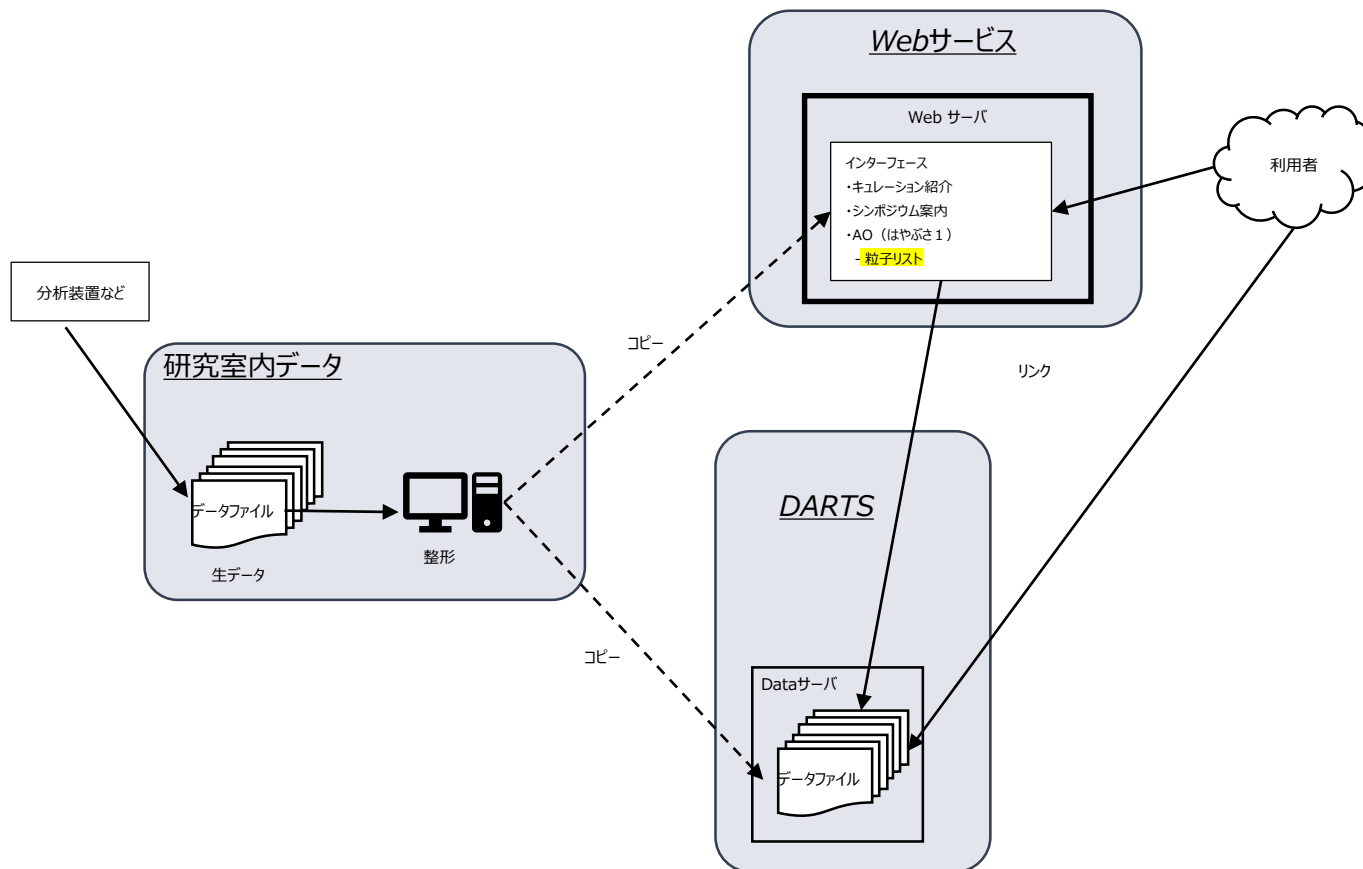 Webサービス
Web サーバ
インターフェース
・キュレーション紹介
・シンポジウム案内
・AO（はやぶさ１）
- 粒子リスト
利用者
分析装置など
コピー
研究室内データ
リンク
データファイル
整形
生データ
DARTS
コピー
Dataサーバ
データファイル